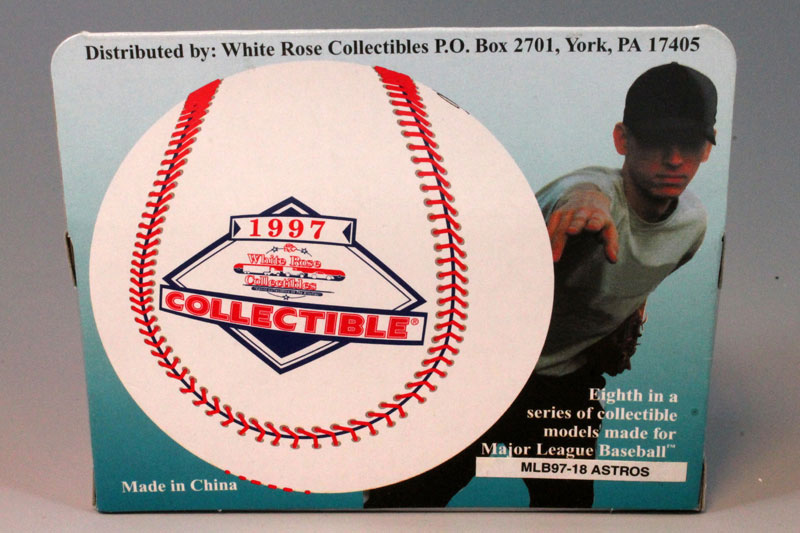 Distributed by: White Rose Collectibles P.O. Box 2701, York, PA 17405
1997
White Rose
Collectibles
COLLECTIBLE®
Eighth in a
series of collectible
models made for
Major League Baseball™
MLB97-18 ASTROS
Made in China